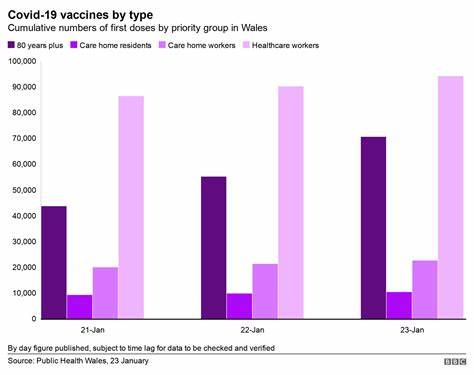 Covid-19 vaccines by type
Cumulative numbers of first doses by priority group in Wales
80 years plus Care home residents Care home workers Healthcare workers
100,000
90,000
80,000
70,000
60,000
50,000
40,000
30,000
20,000
10,000
0
21-Jan 22-Jan 23-Jan
By day figure published, subject to time lag for data to be checked and verified
Source: Public Health Wales, 23 January BBC